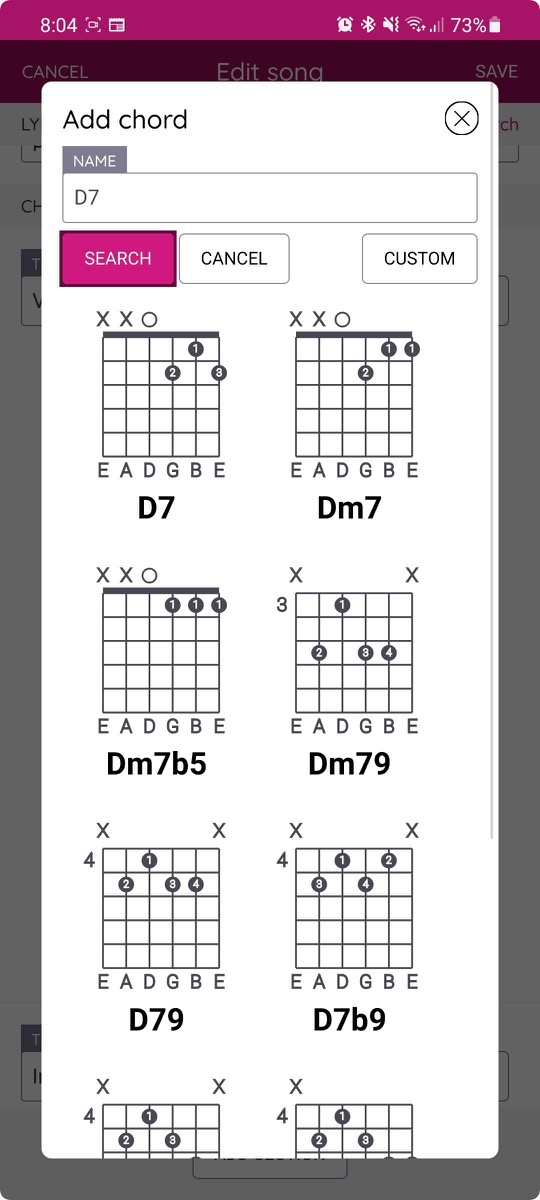 8:04 73%
CANCEL Edit song SAVE
Add chord
NAME
D7
SEARCH CANCEL CUSTOM
X X X X
1 1 1
2 3 2
E A D G B E E A D G B E
D7 Dm7
X X X X
1 1 1 3 1
2 3 4
E A D G B E E A D G B E
Dm7b5 Dm79
X X X X
4 1 4 1 2
2 3 4 3 4
E A D G B E E A D G B E
D79 D7b9
X X X
4 1 4 1
2 3 2 3